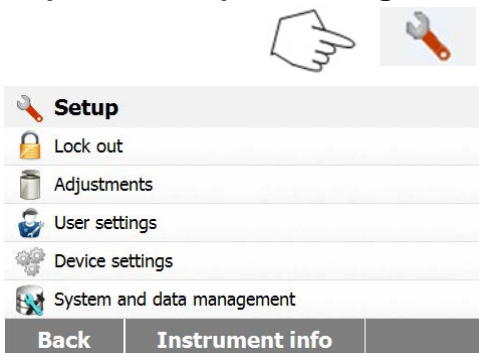 Setup
Lock out
Adjustments
User settings
Device settings
System and data management
Back Instrument info